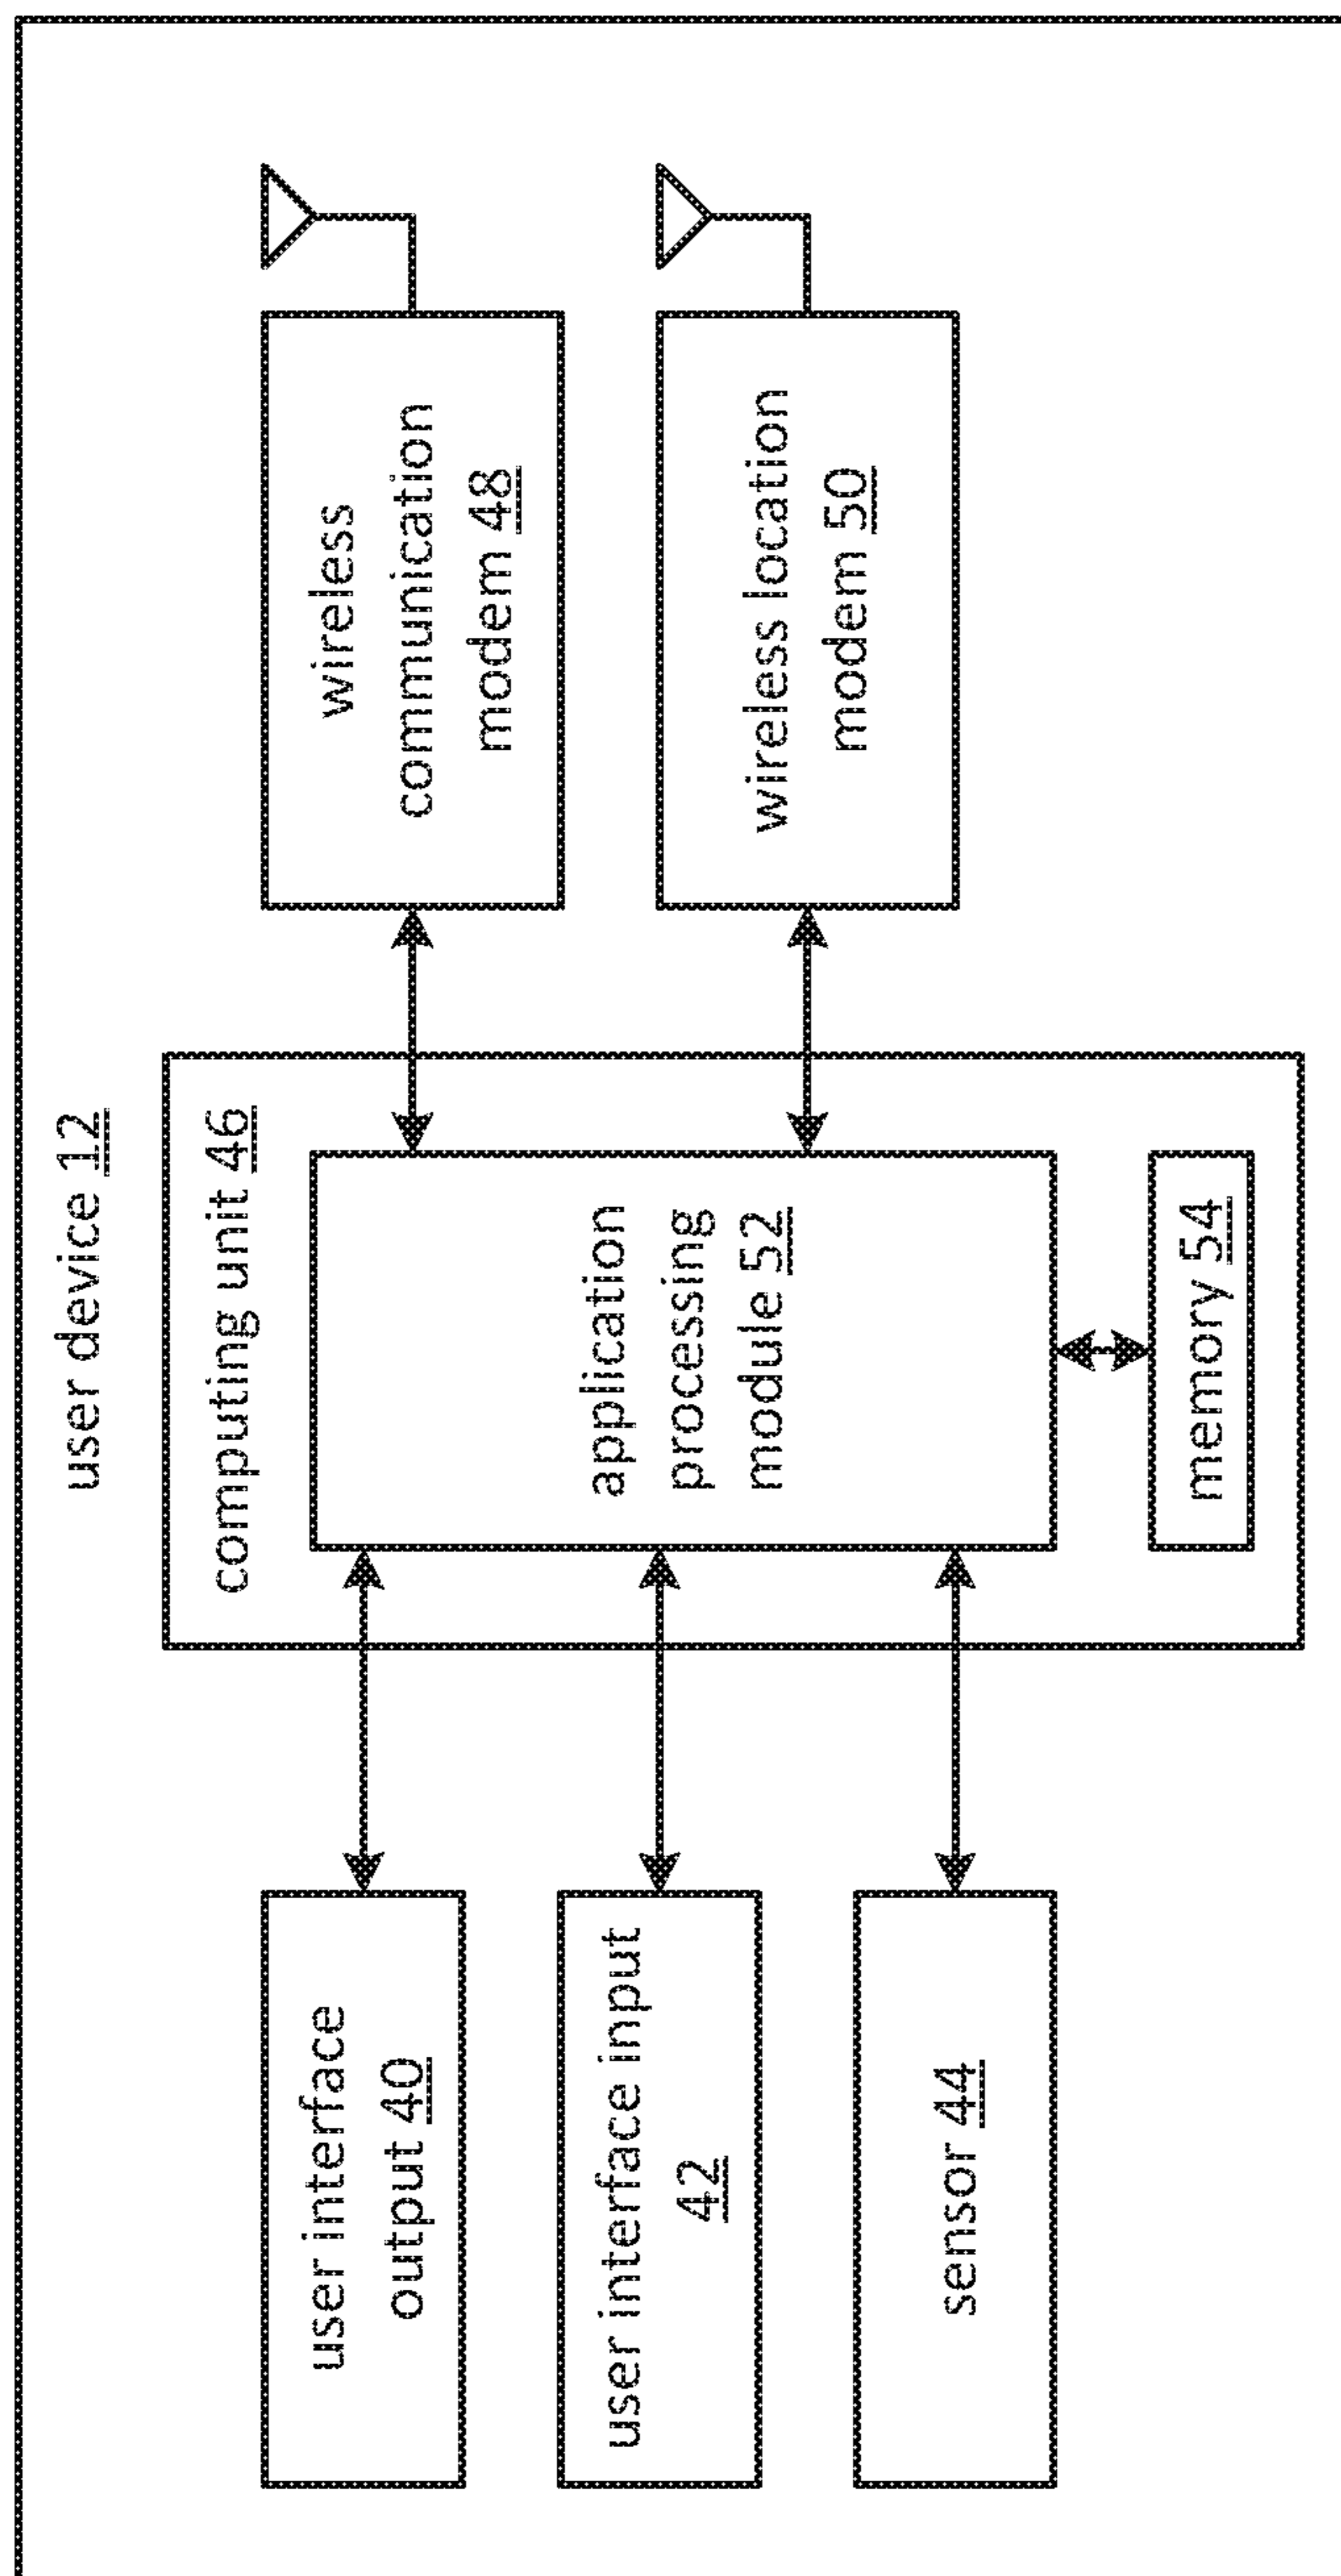 user device 12
computing unit 46
user interface
output 40
user interface input
42
sensor 44
application
processing
module 52
memory 54
wireless
communication
modem 48
wireless location
modem 50